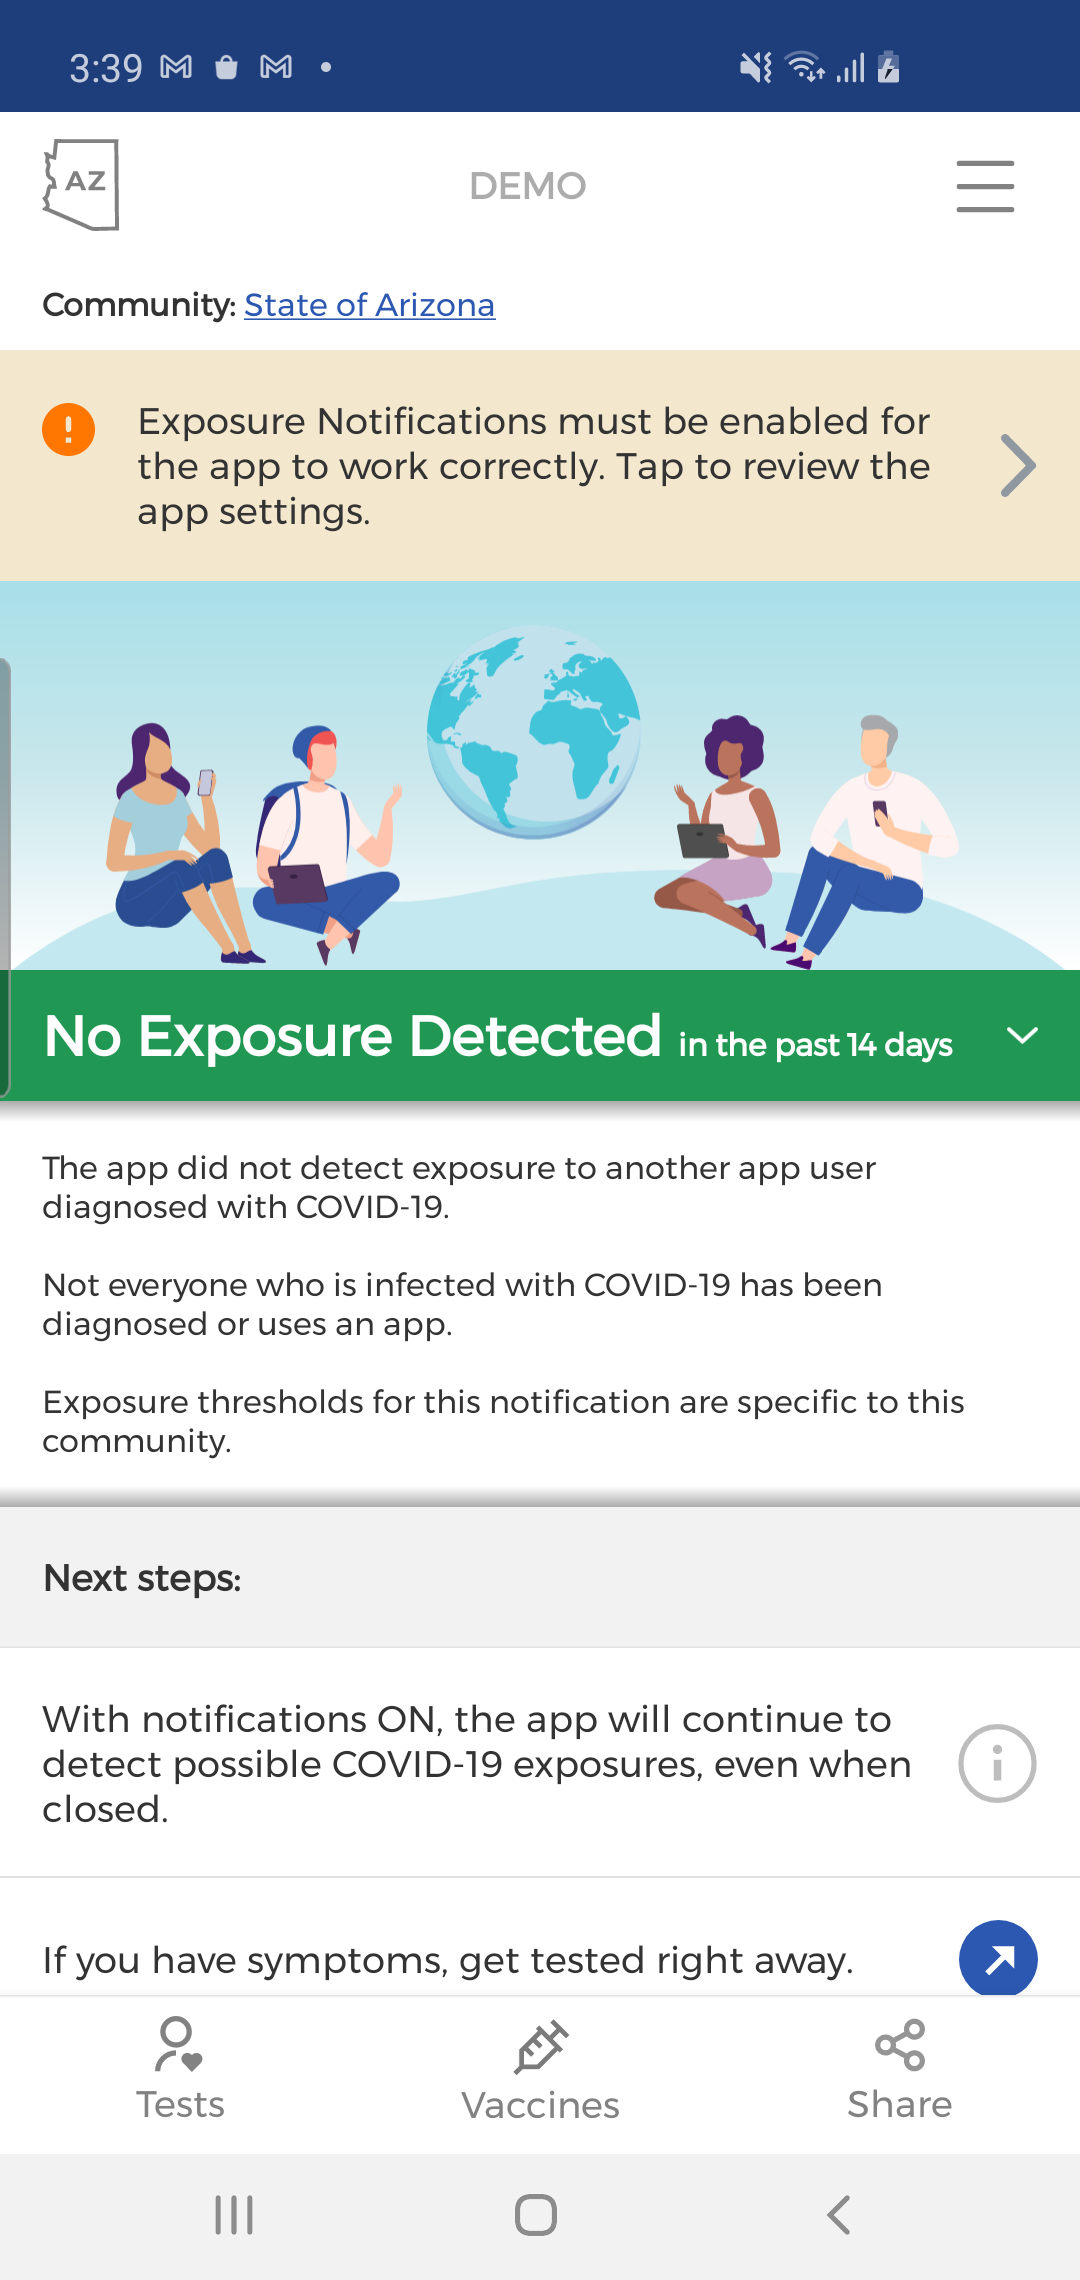 3:39
AZ
DEMO
Community: State of Arizona
Exposure Notifications must be enabled for
the app to work correctly. Tap to review the
app settings.
No Exposure Detected in the past 14 days
The app did not detect exposure to another app user
diagnosed with COVID-19.
Not everyone who is infected with COVID-19 has been
diagnosed or uses an app.
Exposure thresholds for this notification are specific to this
community.
Next steps:
With notifications ON, the app will continue to
detect possible COVID-19 exposures, even when
closed.
If you have symptoms, get tested right away.
Tests
Vaccines
Share